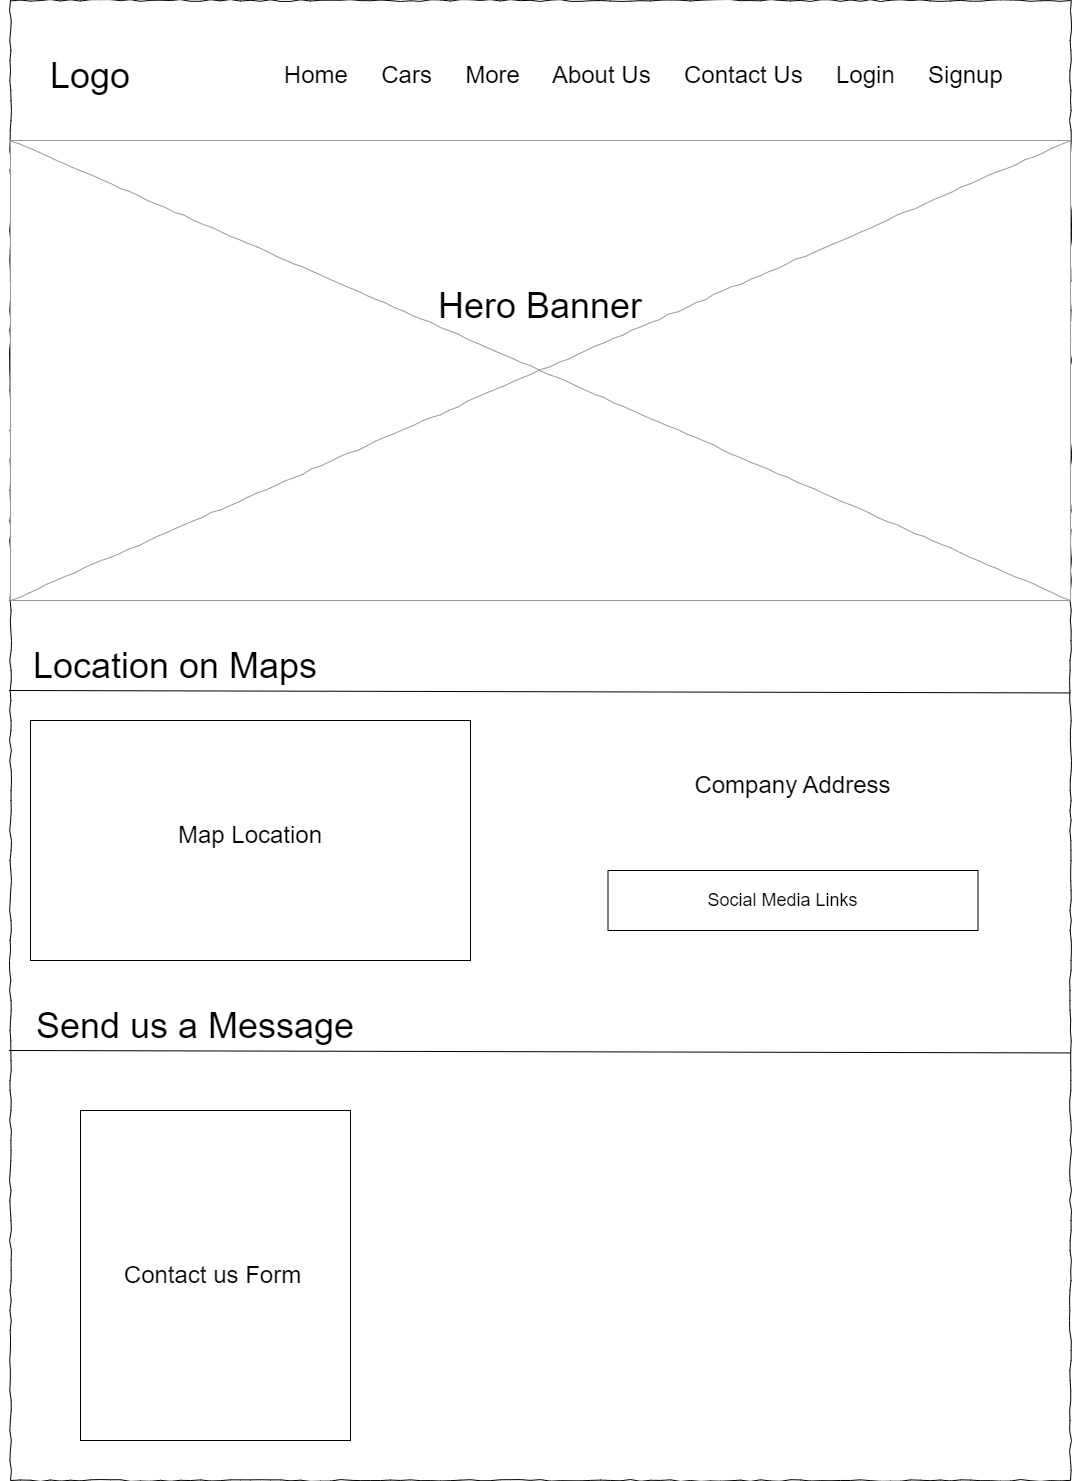 Logo
Home Cars More About Us Contact Us Login Signup
Hero Banner
Location on Maps
Map Location
Company Address
Social Media Links
Send us a Message
Contact us Form